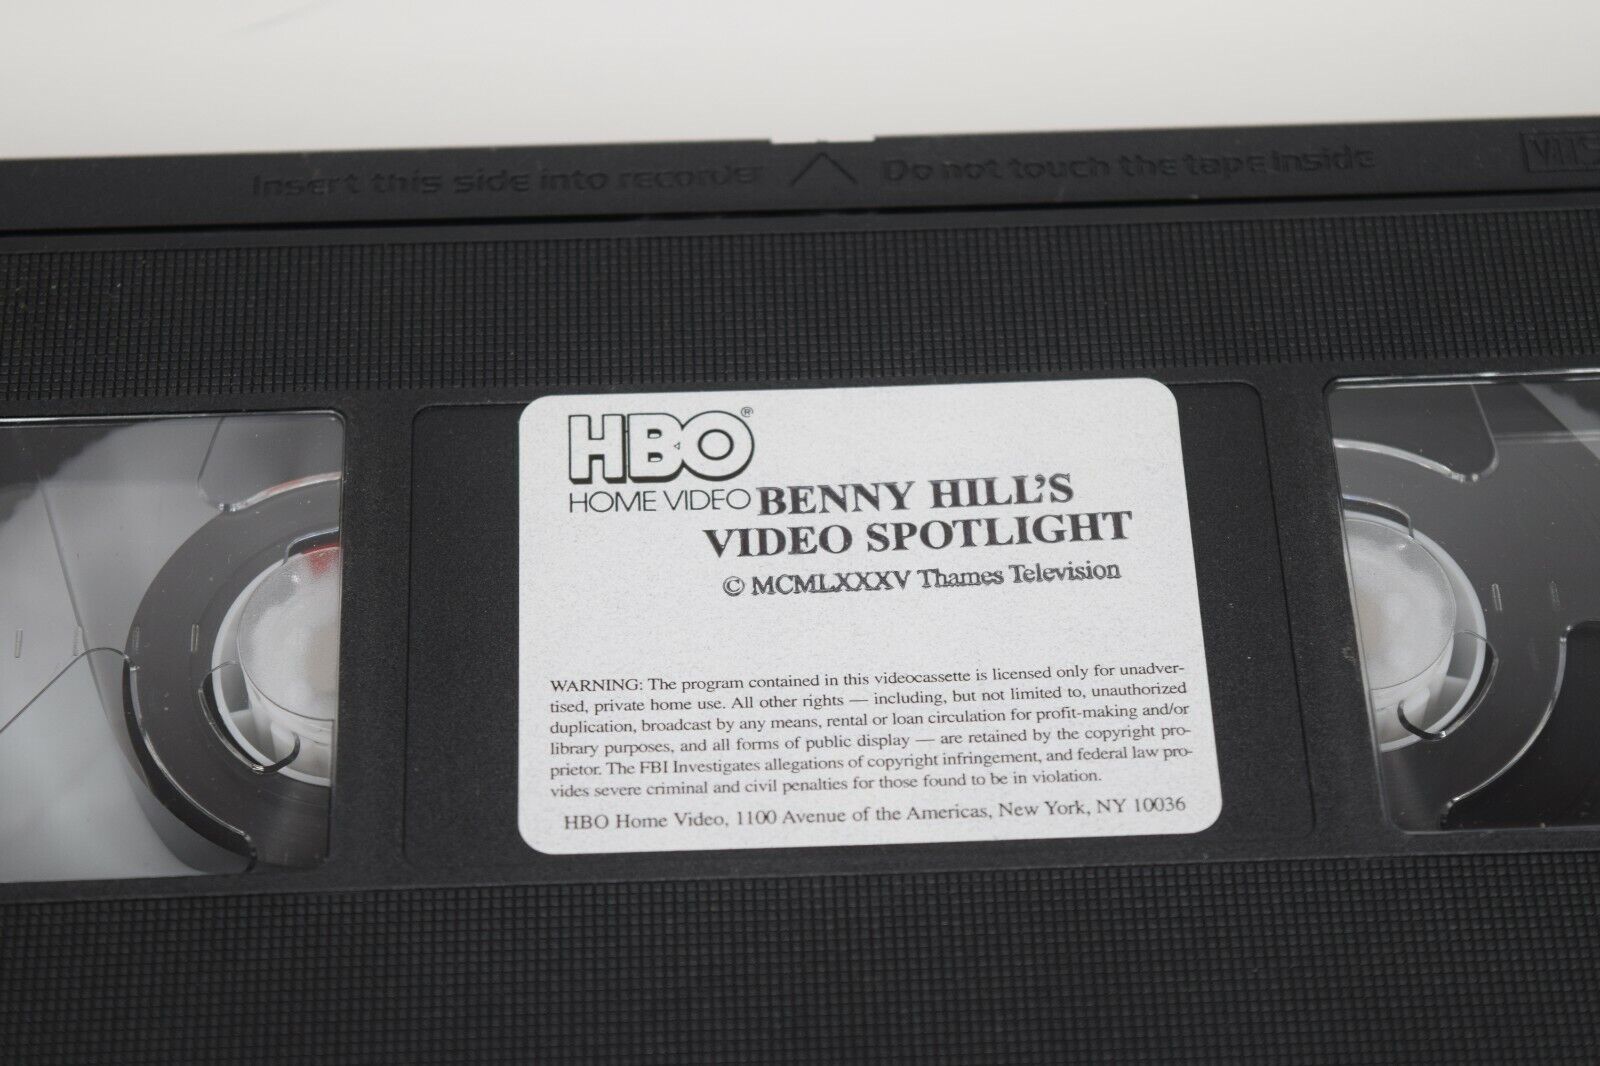 Insert this side into recorder △ Do not touch the tape inside VHS
HBO®
HOME VIDEO
BENNY HILL'S
VIDEO SPOTLIGHT
© MCMLXXXV Thames Television
WARNING: The program contained in this videocassette is licensed only for unadver-
tised, private home use. All other rights — including, but not limited to, unauthorized
duplication, broadcast by any means, rental or loan circulation for profit-making and/or
library purposes, and all forms of public display — are retained by the copyright pro-
prietor. The FBI Investigates allegations of copyright infringement, and federal law pro-
vides severe criminal and civil penalties for those found to be in violation.
HBO Home Video, 1100 Avenue of the Americas, New York, NY 10036